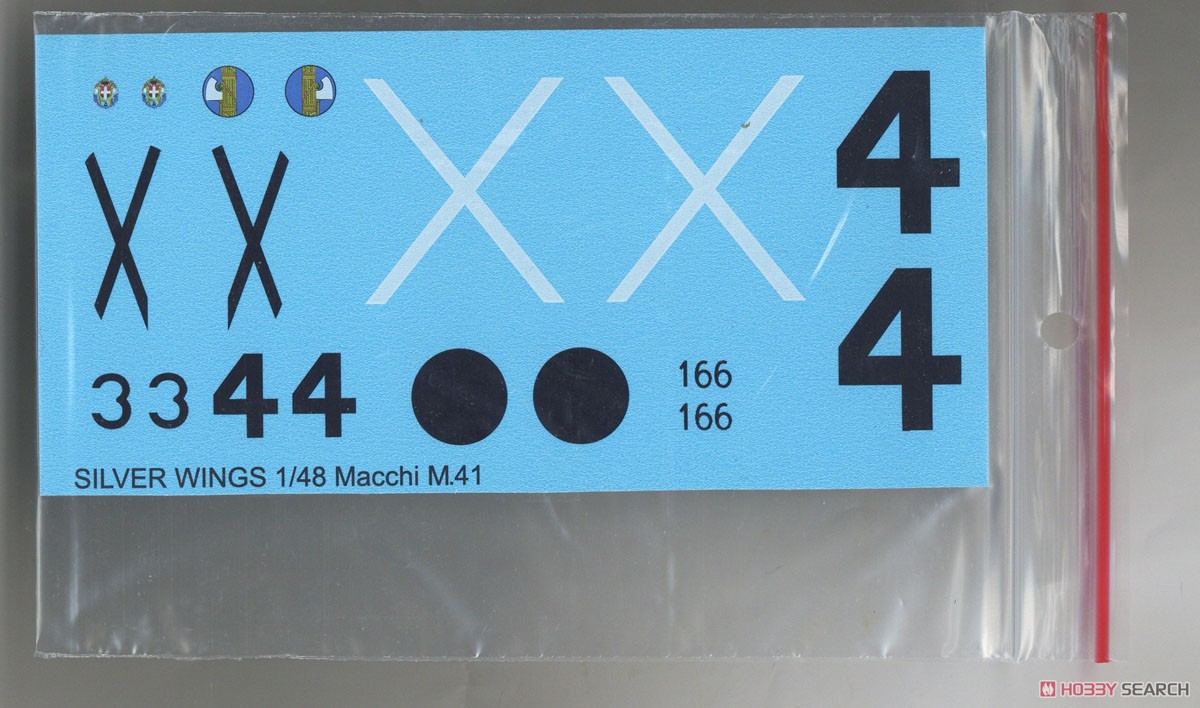 X X 4
X X
4
3 3 4 4 166
166
SILVER WINGS 1/48 Macchi M.41
HOBBY SEARCH